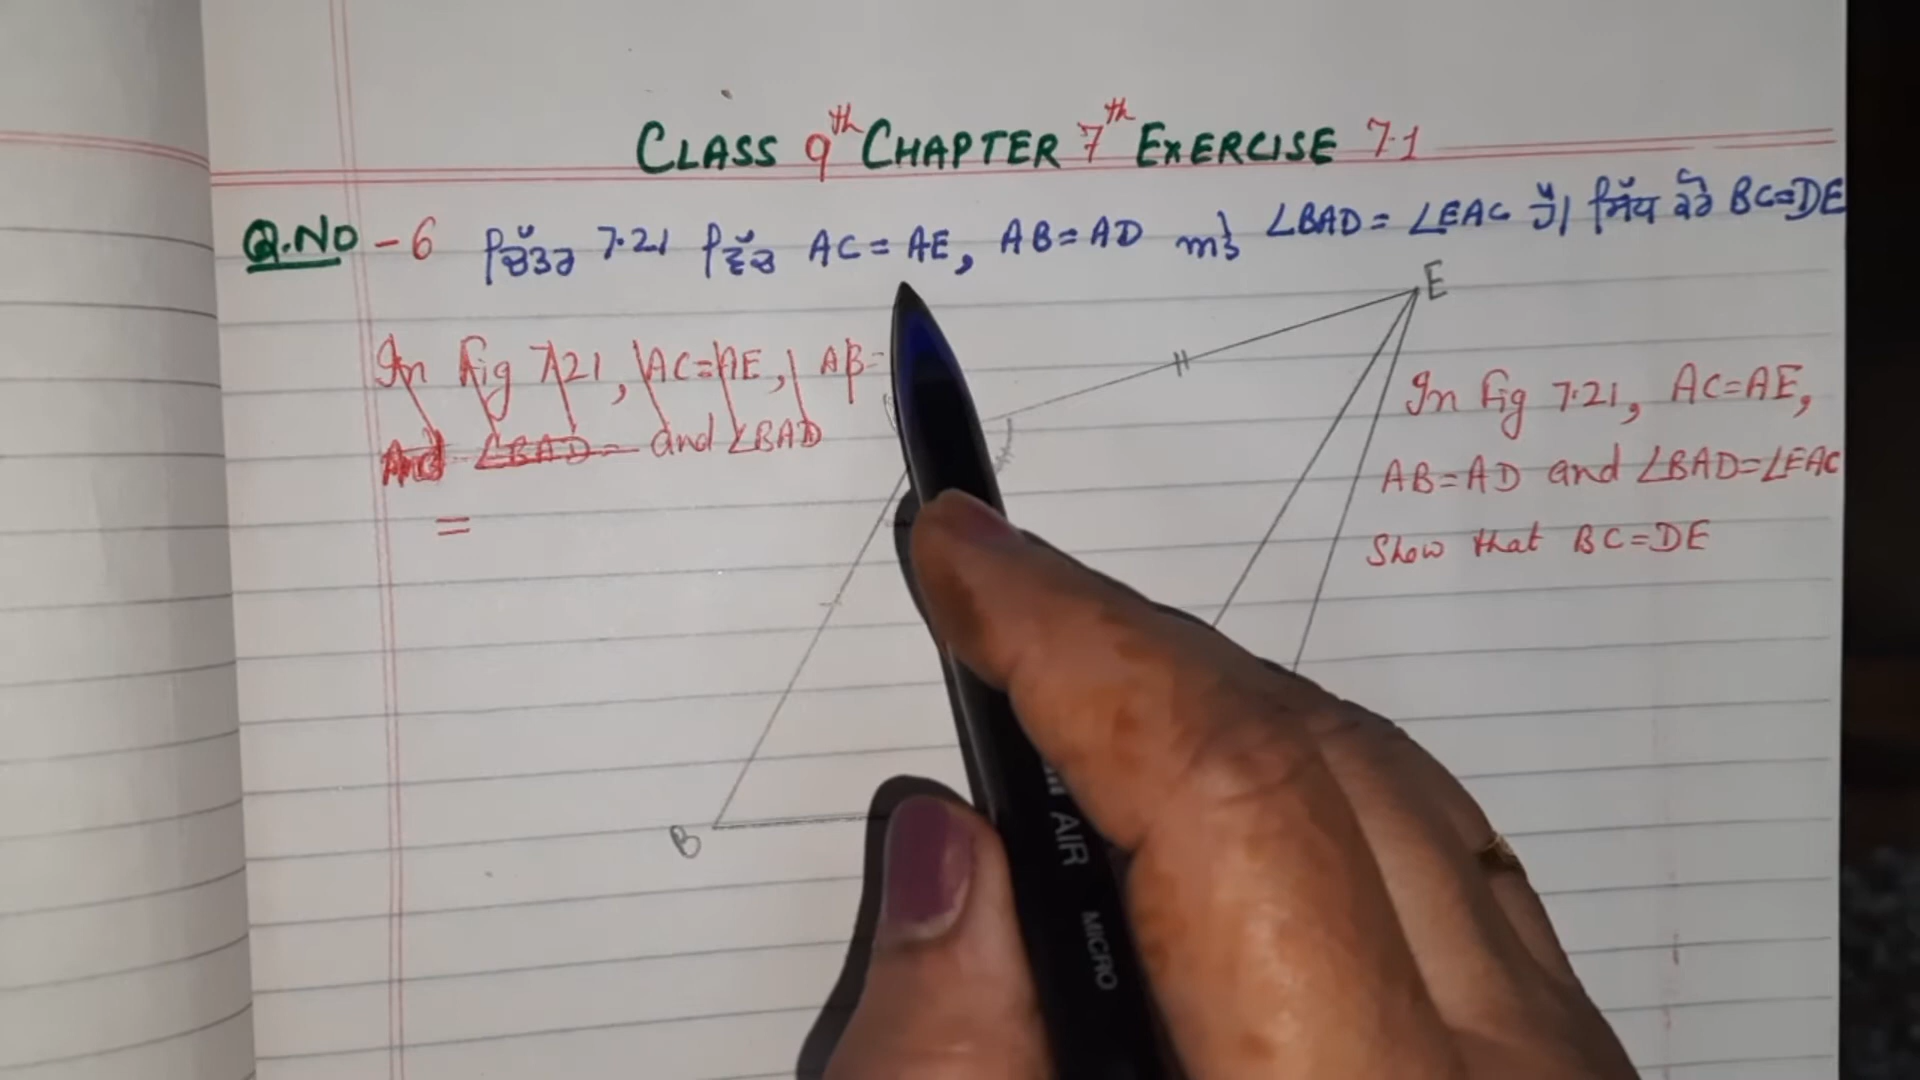 CLASS 9th CHAPTER 7th EXERCISE 7.1
Q.NO - 6 ਚਿੱਤਰ 7.21 ਵਿੱਚ AC = AE, AB = AD ਅਤੇ ∠BAD = ∠EAC ਹੈ। ਸਿੱਧ ਕਰੋ BC=DE
E
In Fig 7.21, AC=AE, AB=
And ∠BAD= and ∠BAD
=
In Fig 7.21, AC=AE,
AB=AD and ∠BAD=∠EAC
Show that BC=DE
B
AIR
MICRO